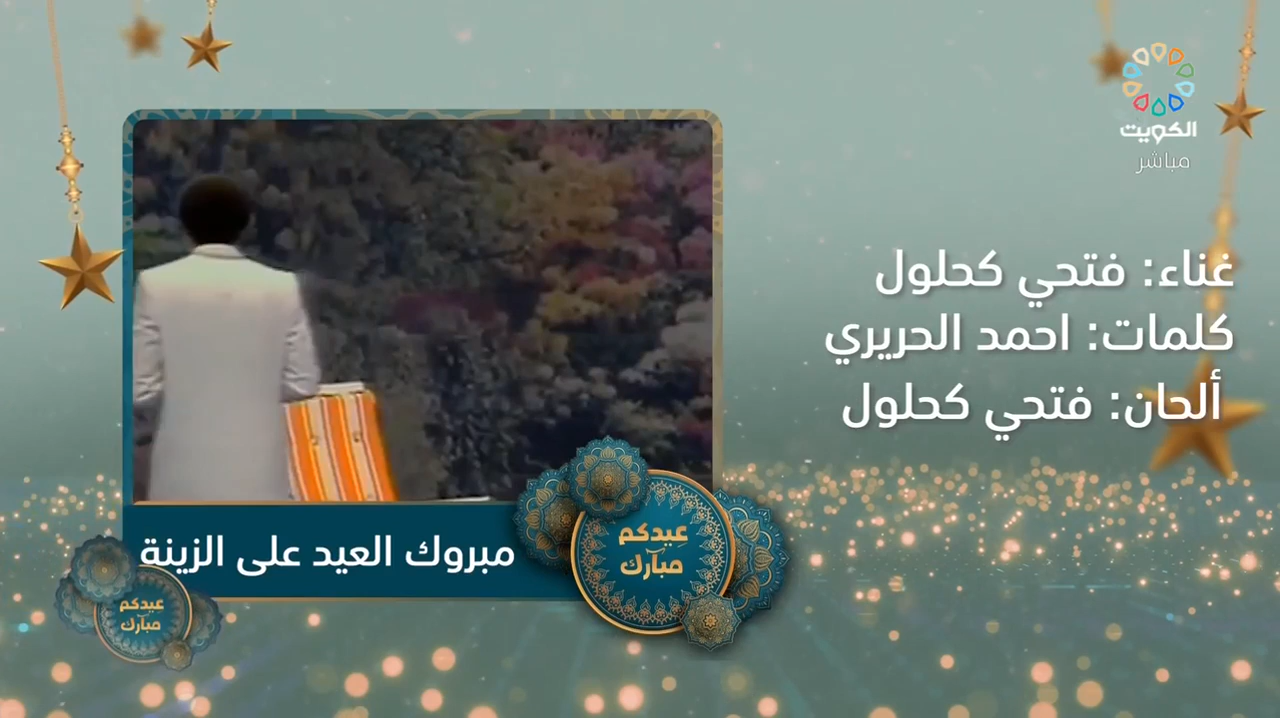 الكويت
مباشر
غناء: فتحي كحلول
كلمات: احمد الحريري
ألحان: فتحي كحلول
مبروك العيد على الزينة
عيدكم
مبارك
عيدكم
مبارك